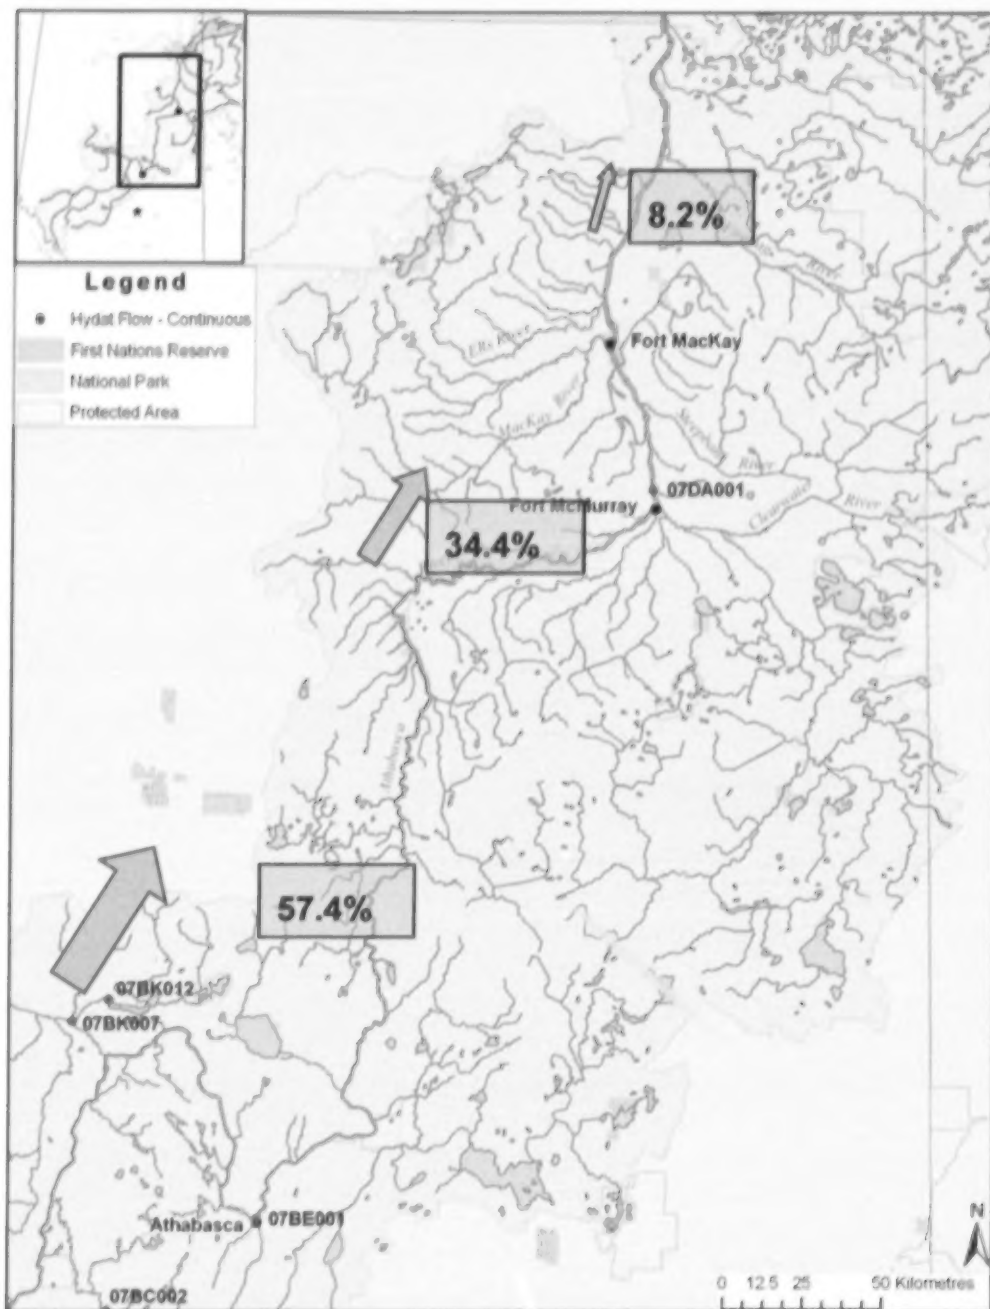 Legend
Hydat Flow - Continuous
First Nations Reserve
National Park
Protected Area
8.2%
River
Ells River
Fort MacKay
MacKay River
Steepbank
River
07DA001
Fort McMurray
Clearwater
River
34.4%
Athabasca
57.4%
07BK012
07BK007
Athabasca
07BE001
07BC002
N
0 12.5 25 50 Kilometres